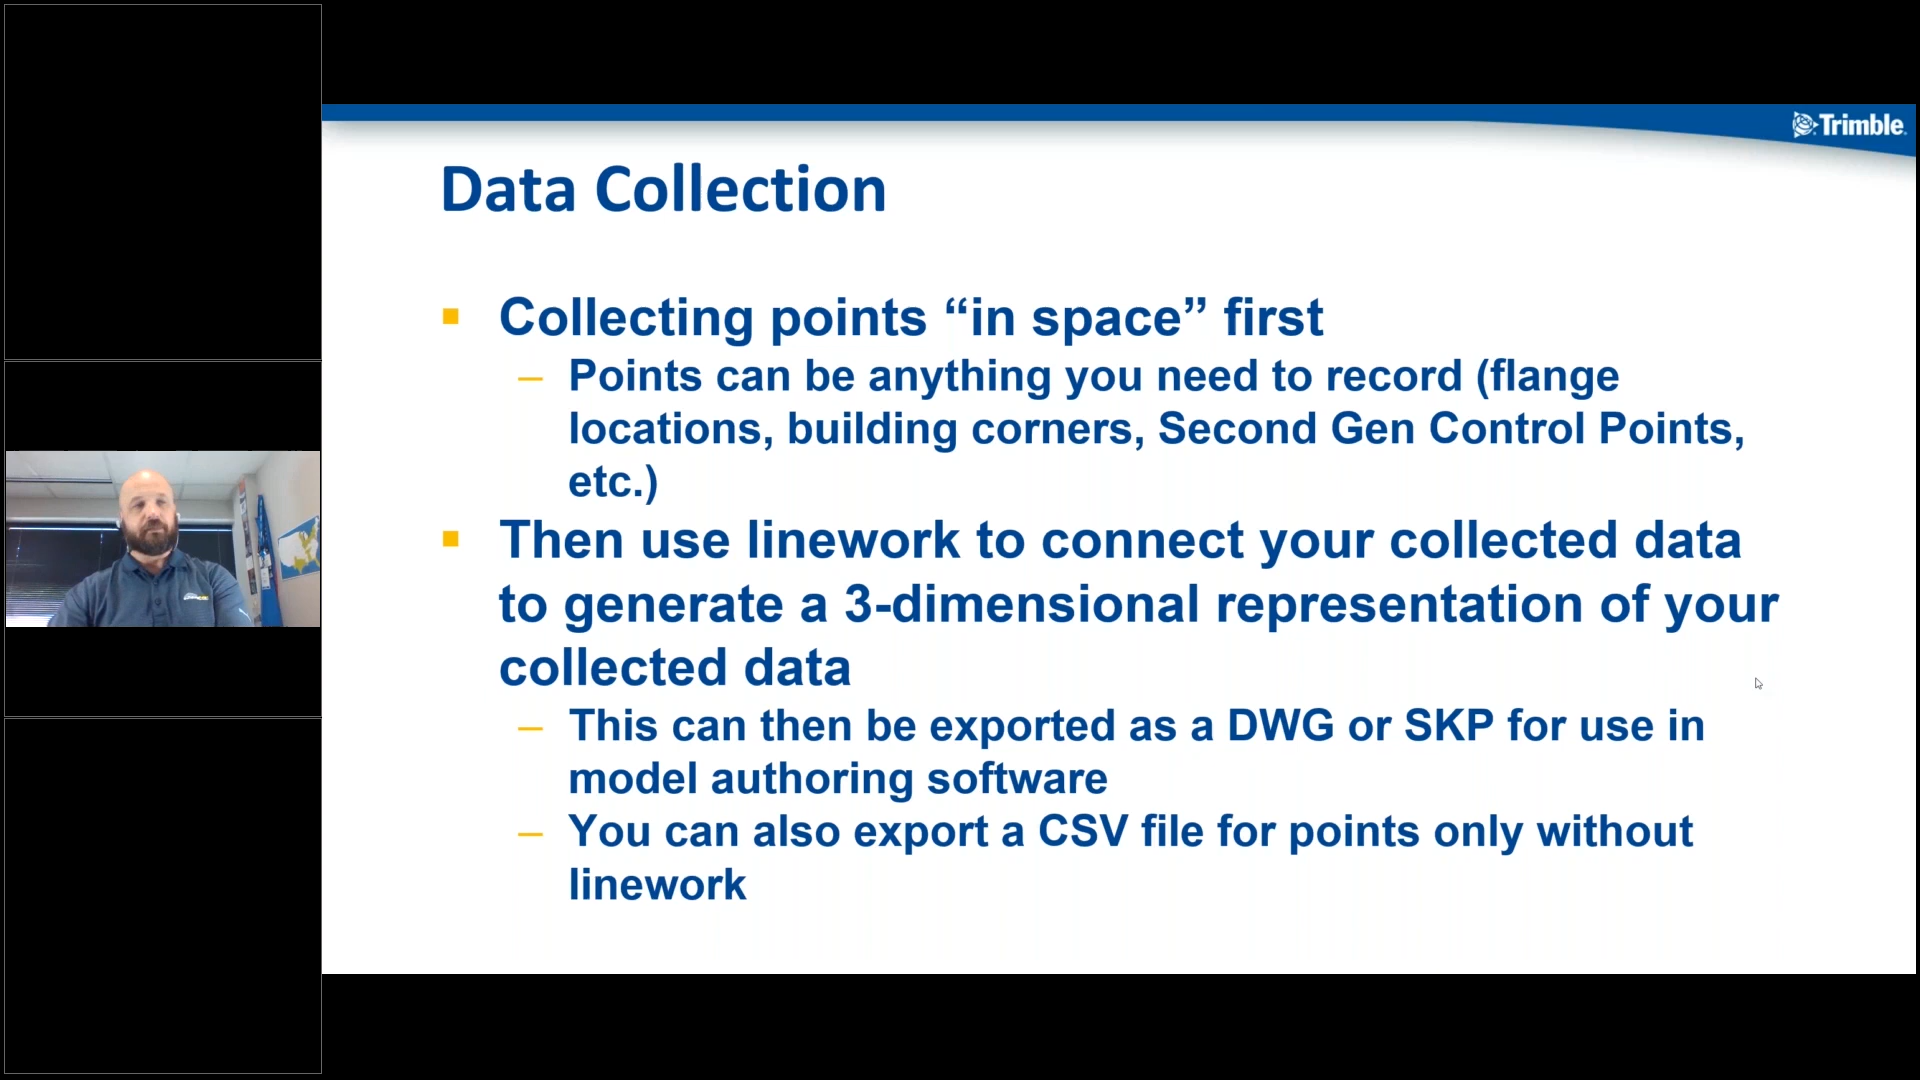 Trimble
Data Collection
Collecting points “in space” first
– Points can be anything you need to record (flange
locations, building corners, Second Gen Control Points,
etc.)
Then use linework to connect your collected data
to generate a 3-dimensional representation of your
collected data
– This can then be exported as a DWG or SKP for use in
model authoring software
– You can also export a CSV file for points only without
linework